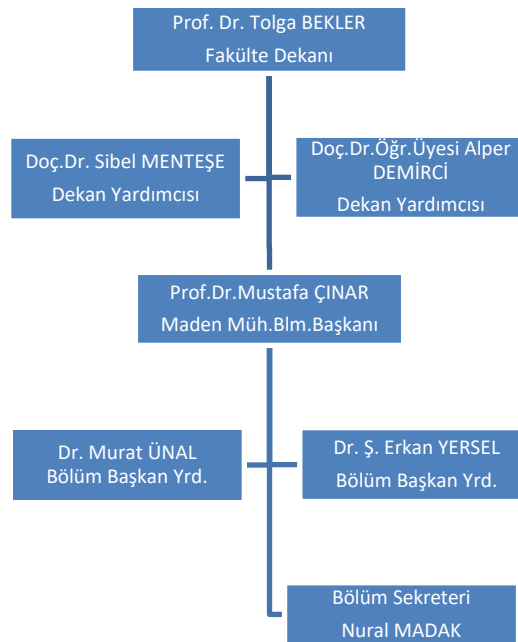 Prof. Dr. Tolga BEKLER
Fakülte Dekanı
Doç.Dr. Sibel MENTEŞE
Dekan Yardımcısı
Doç.Dr.Öğr.Üyesi Alper
DEMİRCİ
Dekan Yardımcısı
Prof.Dr.Mustafa ÇINAR
Maden Müh.Blm.Başkanı
Dr. Murat ÜNAL
Bölüm Başkan Yrd.
Dr. Ş. Erkan YERSEL
Bölüm Başkan Yrd.
Bölüm Sekreteri
Nural MADAK